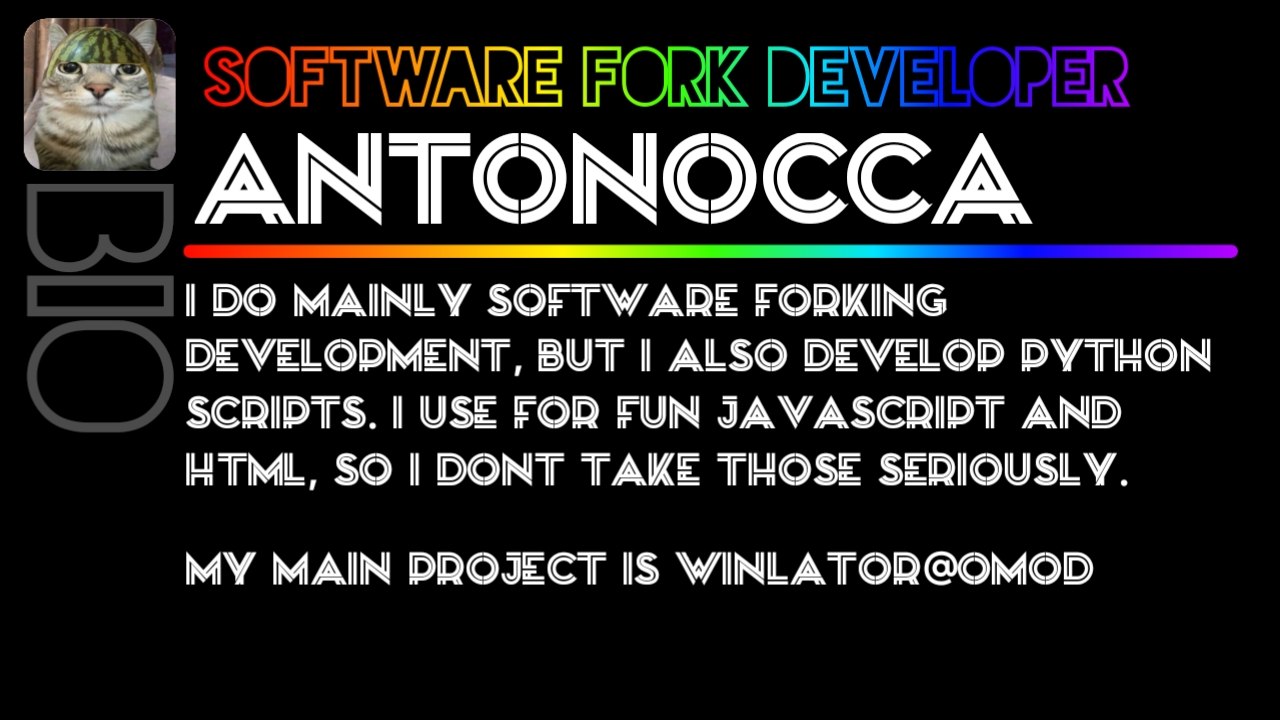 SOFTWARE FORK DEVELOPER
ANTONOCCA
BIO
I DO MAINLY SOFTWARE FORKING
DEVELOPMENT, BUT I ALSO DEVELOP PYTHON
SCRIPTS. I USE FOR FUN JAVASCRIPT AND
HTML, SO I DONT TAKE THOSE SERIOUSLY.
MY MAIN PROJECT IS WINLATOR@OMOD